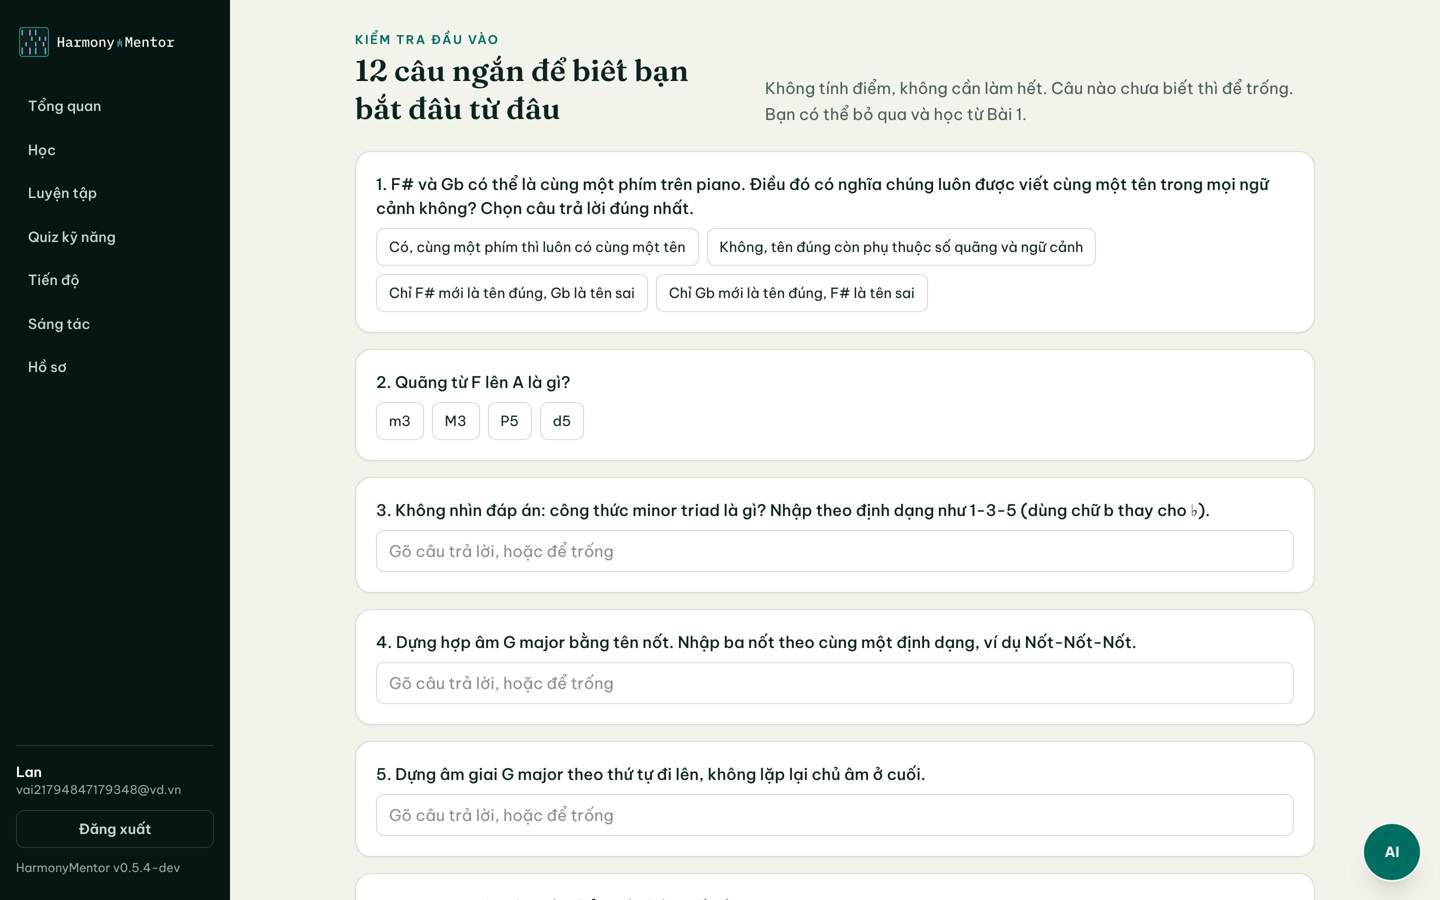 Harmony Mentor
Tổng quan
Học
Luyện tập
Quiz kỹ năng
Tiến độ
Sáng tác
Hồ sơ
Lan
vai21794847179348@vd.vn
Đăng xuất
HarmonyMentor v0.5.4-dev
KIỂM TRA ĐẦU VÀO
12 câu ngắn để biết bạn
bắt đầu từ đâu
Không tính điểm, không cần làm hết. Câu nào chưa biết thì để trống.
Bạn có thể bỏ qua và học từ Bài 1.
1. F# và Gb có thể là cùng một phím trên piano. Điều đó có nghĩa chúng luôn được viết cùng một tên trong mọi ngữ
cảnh không? Chọn câu trả lời đúng nhất.
Có, cùng một phím thì luôn có cùng một tên
Không, tên đúng còn phụ thuộc số quãng và ngữ cảnh
Chỉ F# mới là tên đúng, Gb là tên sai
Chỉ Gb mới là tên đúng, F# là tên sai
2. Quãng từ F lên A là gì?
m3
M3
P5
d5
3. Không nhìn đáp án: công thức minor triad là gì? Nhập theo định dạng như 1-3-5 (dùng chữ b thay cho ♭).
Gõ câu trả lời, hoặc để trống
4. Dựng hợp âm G major bằng tên nốt. Nhập ba nốt theo cùng một định dạng, ví dụ Nốt-Nốt-Nốt.
Gõ câu trả lời, hoặc để trống
5. Dựng âm giai G major theo thứ tự đi lên, không lặp lại chủ âm ở cuối.
Gõ câu trả lời, hoặc để trống
AI